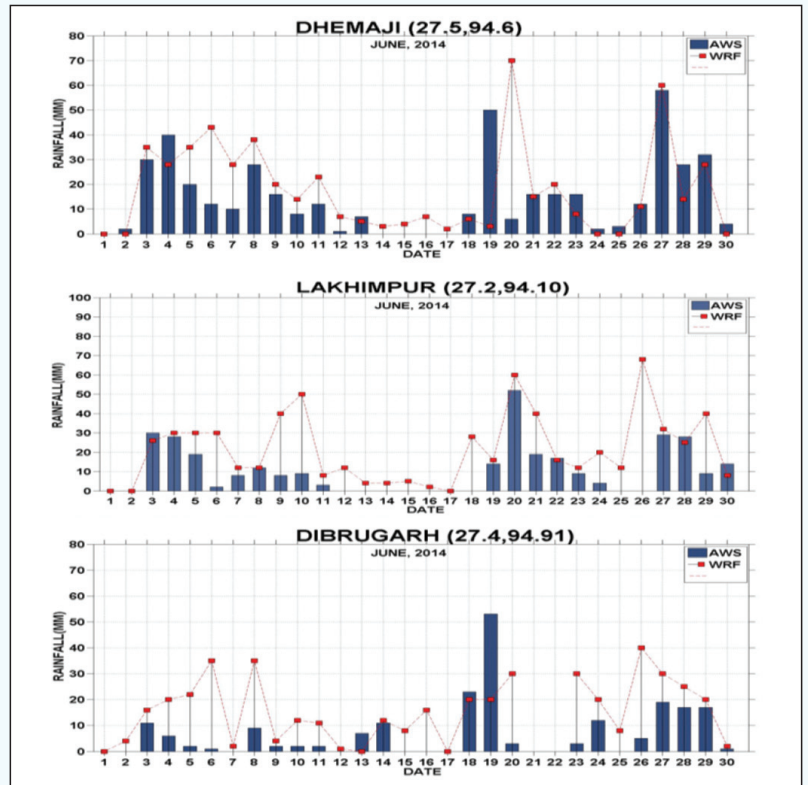 DHEMAJI (27.5,94.6)
JUNE, 2014
AWS
WRF
RAINFALL(MM)
80
70
60
50
40
30
20
10
0
1 2 3 4 5 6 7 8 9 10 11 12 13 14 15 16 17 18 19 20 21 22 23 24 25 26 27 28 29 30
DATE
LAKHIMPUR (27.2,94.10)
JUNE, 2014
AWS
WRF
RAINFALL(MM)
100
90
80
70
60
50
40
30
20
10
0
1 2 3 4 5 6 7 8 9 10 11 12 13 14 15 16 17 18 19 20 21 22 23 24 25 26 27 28 29 30
DATE
DIBRUGARH (27.4,94.91)
JUNE, 2014
AWS
WRF
RAINFALL(MM)
80
70
60
50
40
30
20
10
0
1 2 3 4 5 6 7 8 9 10 11 12 13 14 15 16 17 18 19 20 21 22 23 24 25 26 27 28 29 30
DATE